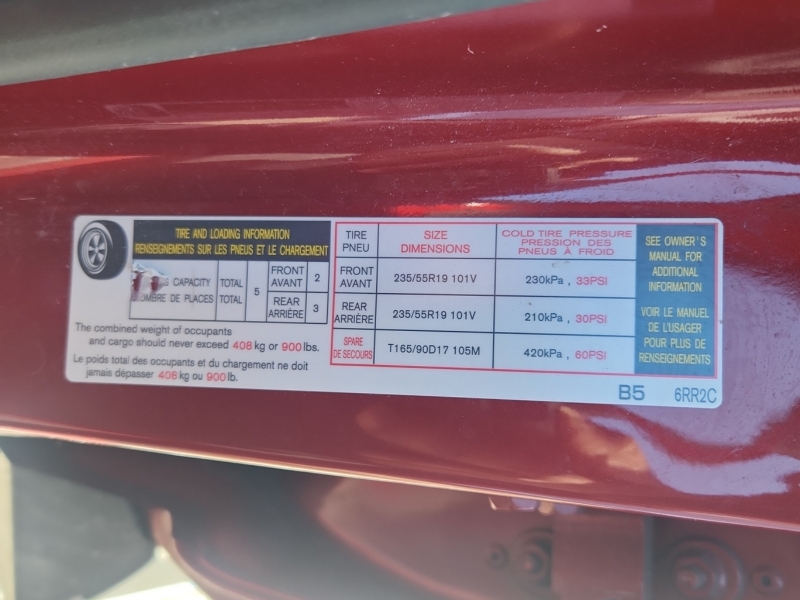 TIRE AND LOADING INFORMATION
RENSEIGNEMENTS SUR LES PNEUS ET LE CHARGEMENT
CAPACITY TOTAL 5 FRONT AVANT 2
DE PLACES TOTAL REAR ARRIÈRE 3
The combined weight of occupants
and cargo should never exceed 408 kg or 900 lbs.
Le poids total des occupants et du chargement ne doit
jamais dépasser 408 kg ou 900 lb.
TIRE PNEU SIZE DIMENSIONS COLD TIRE PRESSURE PRESSION DES PNEUS À FROID
FRONT AVANT 235/55R19 101V 230kPa , 33PSI
REAR ARRIÈRE 235/55R19 101V 210kPa , 30PSI
SPARE DE SECOURS T165/90D17 105M 420kPa , 60PSI
SEE OWNER'S
MANUAL FOR
ADDITIONAL
INFORMATION
VOIR LE MANUEL
DE L'USAGER
POUR PLUS DE
RENSEIGNEMENTS
B5 6RR2C